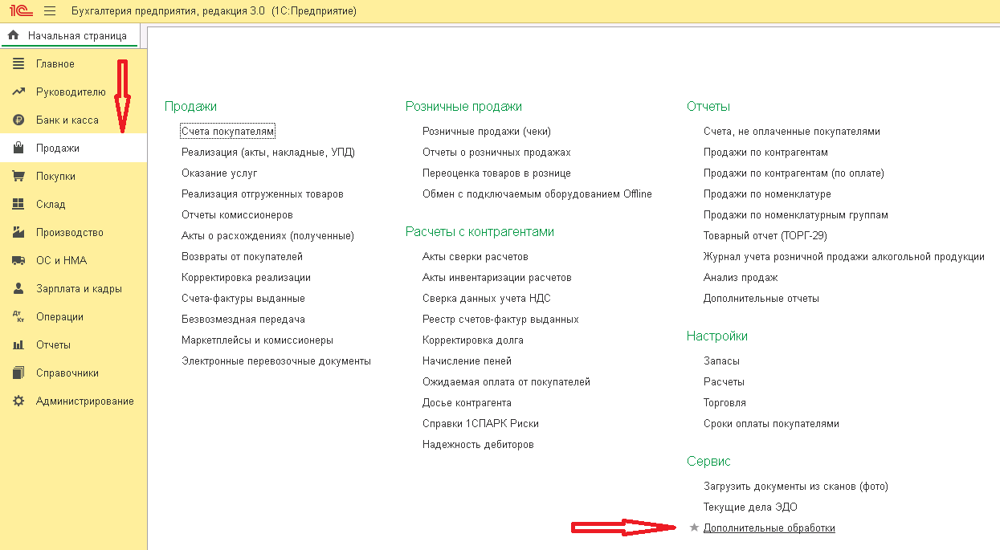 1С Бухгалтерия предприятия, редакция 3.0 (1С:Предприятие)
Начальная страница
Главное
Руководителю
Банк и касса
Продажи
Покупки
Склад
Производство
ОС и НМА
Зарплата и кадры
Дт Кт Операции
Отчеты
Справочники
Администрирование
Продажи
Счета покупателям
Реализация (акты, накладные, УПД)
Оказание услуг
Реализация отгруженных товаров
Отчеты комиссионеров
Акты о расхождениях (полученные)
Возвраты от покупателей
Корректировка реализации
Счета-фактуры выданные
Безвозмездная передача
Маркетплейсы и комиссионеры
Электронные перевозочные документы
Розничные продажи
Розничные продажи (чеки)
Отчеты о розничных продажах
Переоценка товаров в рознице
Обмен с подключаемым оборудованием Offline
Расчеты с контрагентами
Акты сверки расчетов
Акты инвентаризации расчетов
Сверка данных учета НДС
Реестр счетов-фактур выданных
Корректировка долга
Начисление пеней
Ожидаемая оплата от покупателей
Досье контрагента
Справки 1СПАРК Риски
Надежность дебиторов
Отчеты
Счета, не оплаченные покупателями
Продажи по контрагентам
Продажи по контрагентам (по оплате)
Продажи по номенклатуре
Продажи по номенклатурным группам
Товарный отчет (ТОРГ-29)
Журнал учета розничной продажи алкогольной продукции
Анализ продаж
Дополнительные отчеты
Настройки
Запасы
Расчеты
Торговля
Сроки оплаты покупателями
Сервис
Загрузить документы из сканов (фото)
Текущие дела ЭДО
Дополнительные обработки